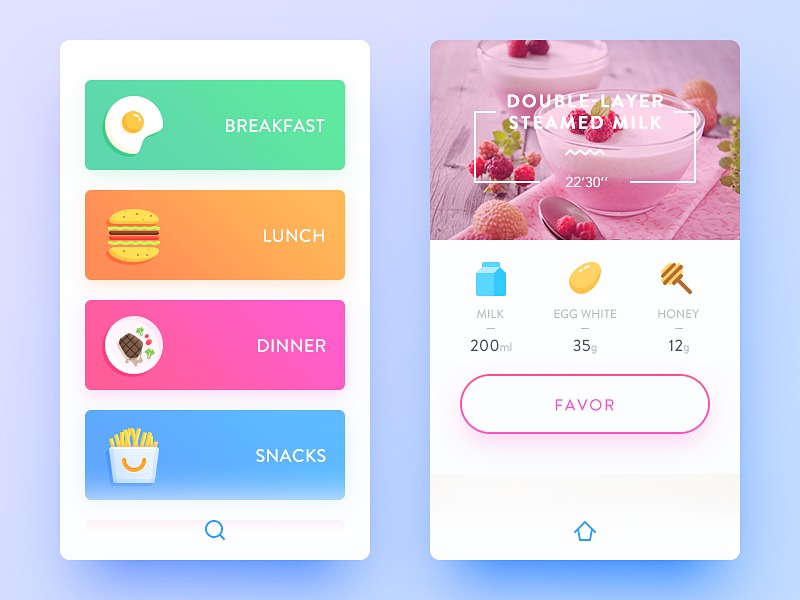 BREAKFAST
LUNCH
DINNER
SNACKS
DOUBLE-LAYER
STEAMED MILK
22'30''
MILK
EGG WHITE
HONEY
200ml
35g
12g
FAVOR